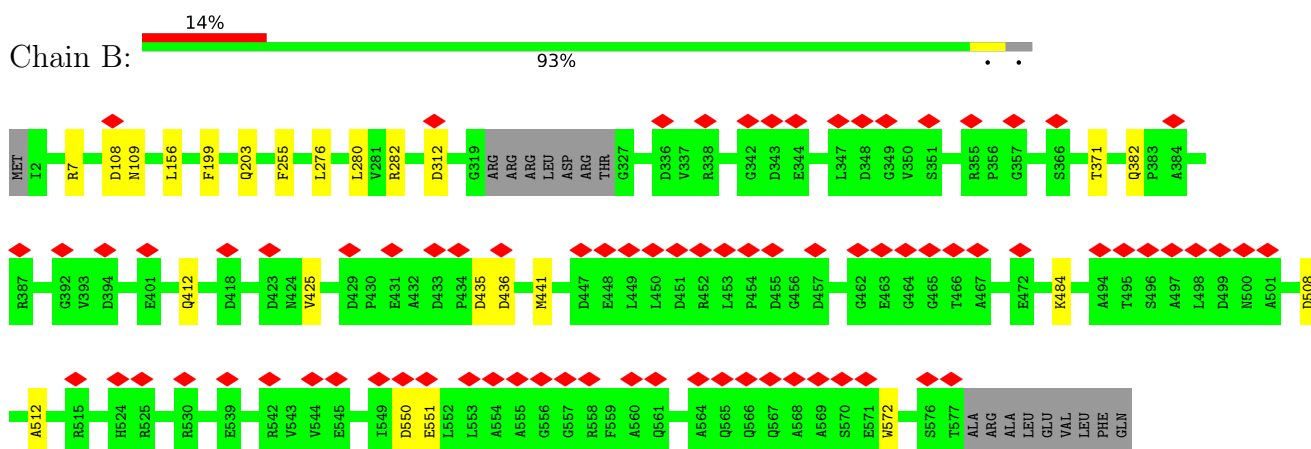 14%
Chain B:
93%
. .
MET I2 R7 D108 N109 L156 F199 Q203 F255 L276 L280 V281 R282 D312 G319 ARG ARG ARG LEU ASP ARG THR G327 D336 V337 R338 G342 D343 E344 L347 D348 G349 V350 S351 R355 P356 G357 S366 T371 Q382 P383 A384
R387 G392 V393 D394 E401 Q412 D418 D423 N424 V425 D429 P430 E431 A432 D433 P434 D435 D436 M441 D447 E448 L449 L450 D451 R452 L453 P454 D455 G456 D457 G462 E463 G464 G465 T466 A467 E472 K484 A494 T495 S496 A497 L498 D499 N500 A501 D508
A512 R515 H524 R525 R530 E539 R542 V543 V544 E545 I549 D550 E551 L552 L553 A554 A555 G556 G557 R558 F559 A560 Q561 A564 Q565 Q566 Q567 A568 A569 S570 E571 W572 S576 T577 ALA ARG ALA LEU GLU VAL LEU PHE GLN